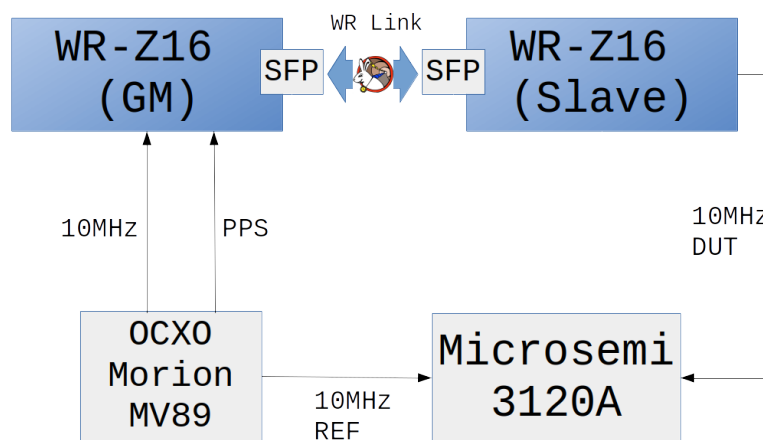 WR Link
WR-Z16
(GM)
SFP
SFP
WR-Z16
(Slave)
10MHz
PPS
10MHz
DUT
OCXO
Morion
MV89
10MHz
REF
Microsemi
3120A